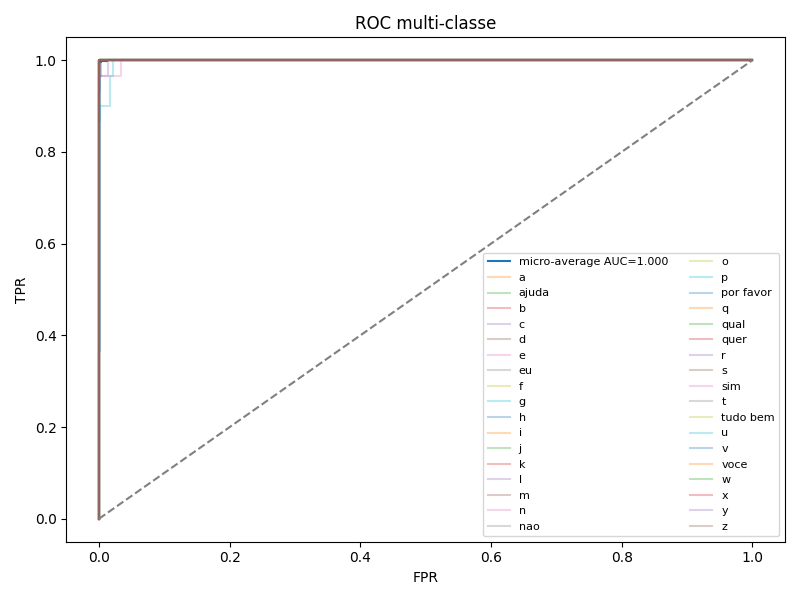 ROC multi-classe
TPR
1.0
0.8
0.6
0.4
0.2
0.0
0.0
0.2
0.4
0.6
0.8
1.0
FPR
micro-average AUC=1.000
a
ajuda
b
c
d
e
eu
f
g
h
i
j
k
l
m
n
nao
o
p
por favor
q
qual
quer
r
s
sim
t
tudo bem
u
v
voce
w
x
y
z